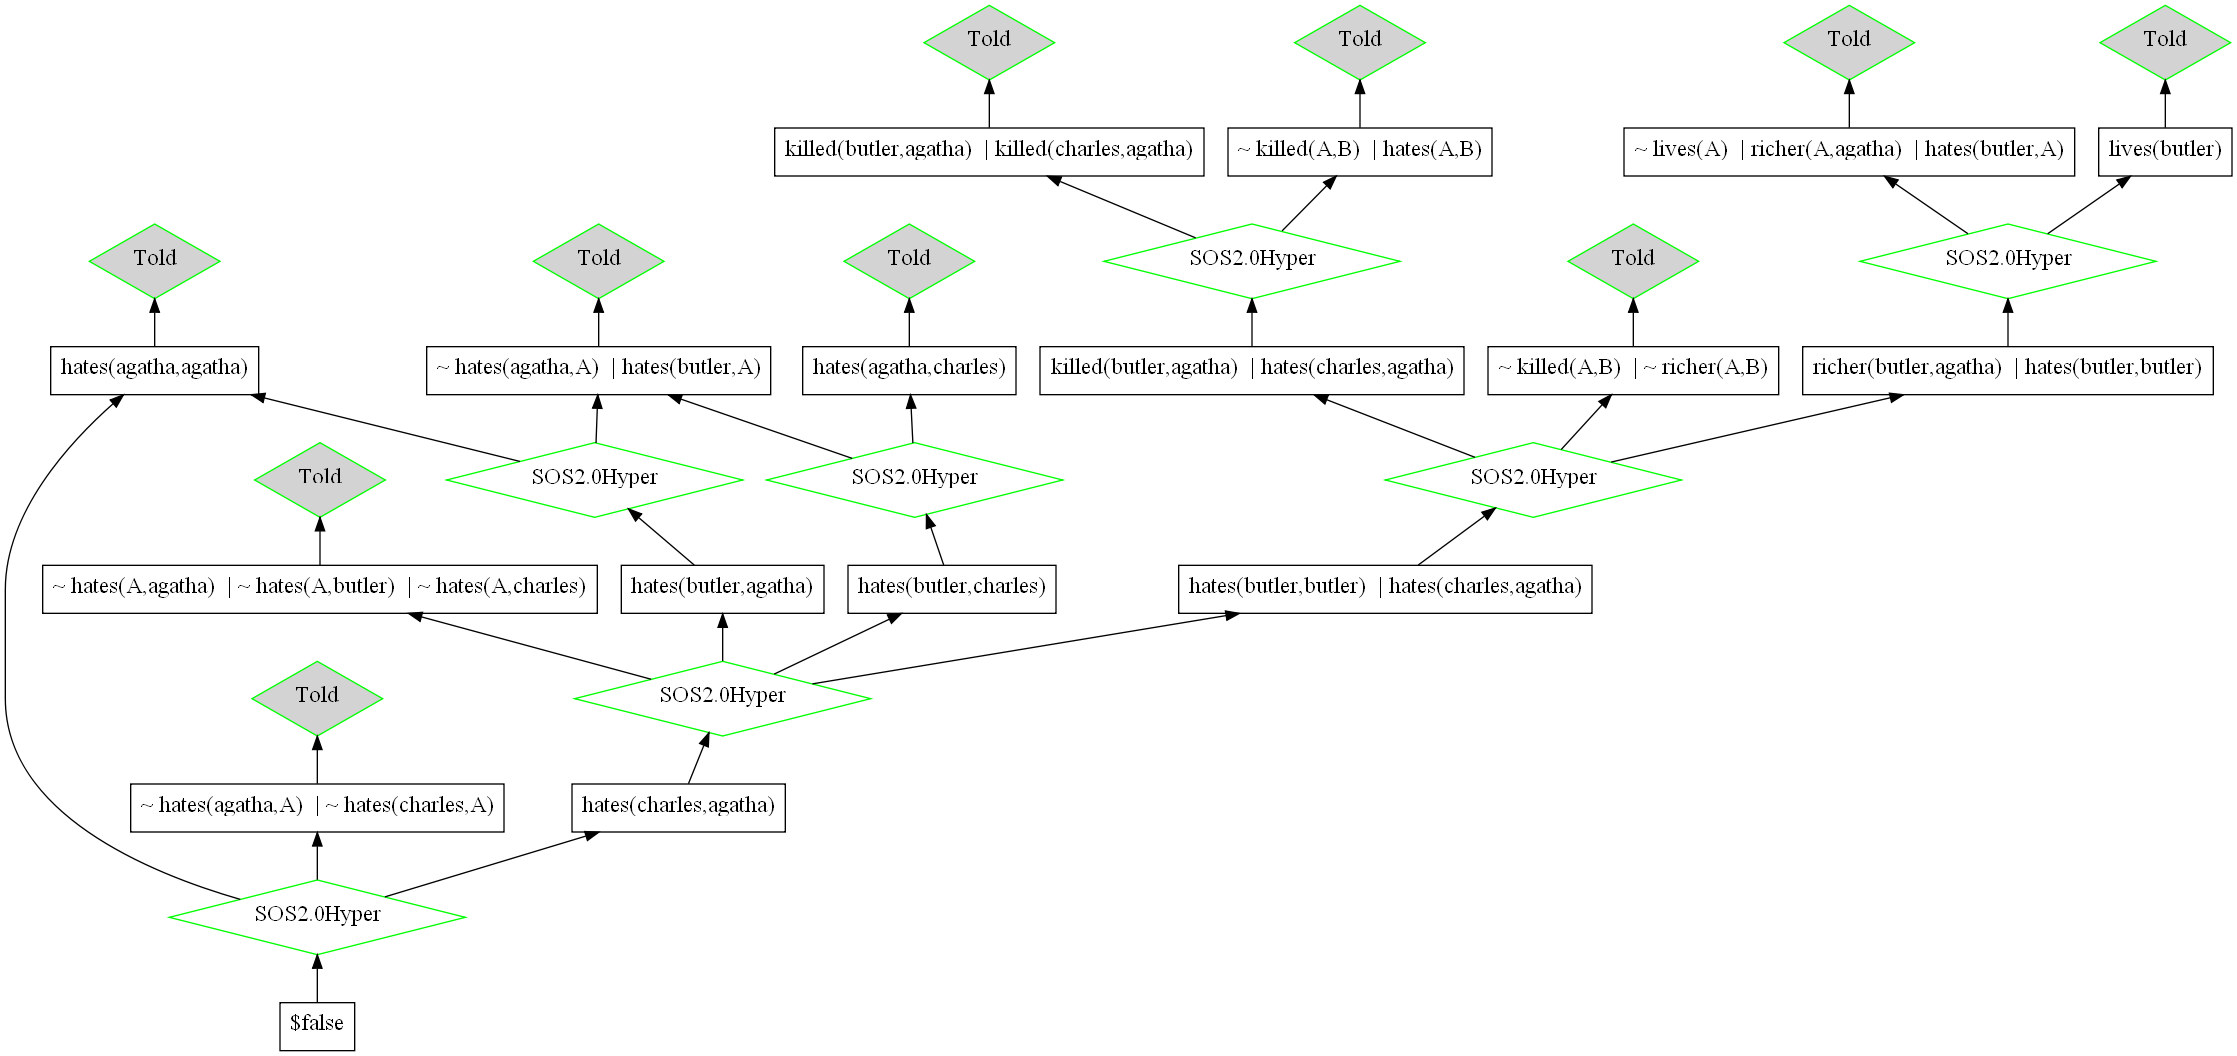 Told
Told
Told
Told
killed(butler,agatha) | killed(charles,agatha)
~ killed(A,B) | hates(A,B)
~ lives(A) | richer(A,agatha) | hates(butler,A)
lives(butler)
Told
Told
Told
SOS2.0Hyper
Told
SOS2.0Hyper
hates(agatha,agatha)
~ hates(agatha,A) | hates(butler,A)
hates(agatha,charles)
killed(butler,agatha) | hates(charles,agatha)
~ killed(A,B) | ~ richer(A,B)
richer(butler,agatha) | hates(butler,butler)
Told
SOS2.0Hyper
SOS2.0Hyper
SOS2.0Hyper
~ hates(A,agatha) | ~ hates(A,butler) | ~ hates(A,charles)
hates(butler,agatha)
hates(butler,charles)
hates(butler,butler) | hates(charles,agatha)
Told
SOS2.0Hyper
~ hates(agatha,A) | ~ hates(charles,A)
hates(charles,agatha)
SOS2.0Hyper
$false